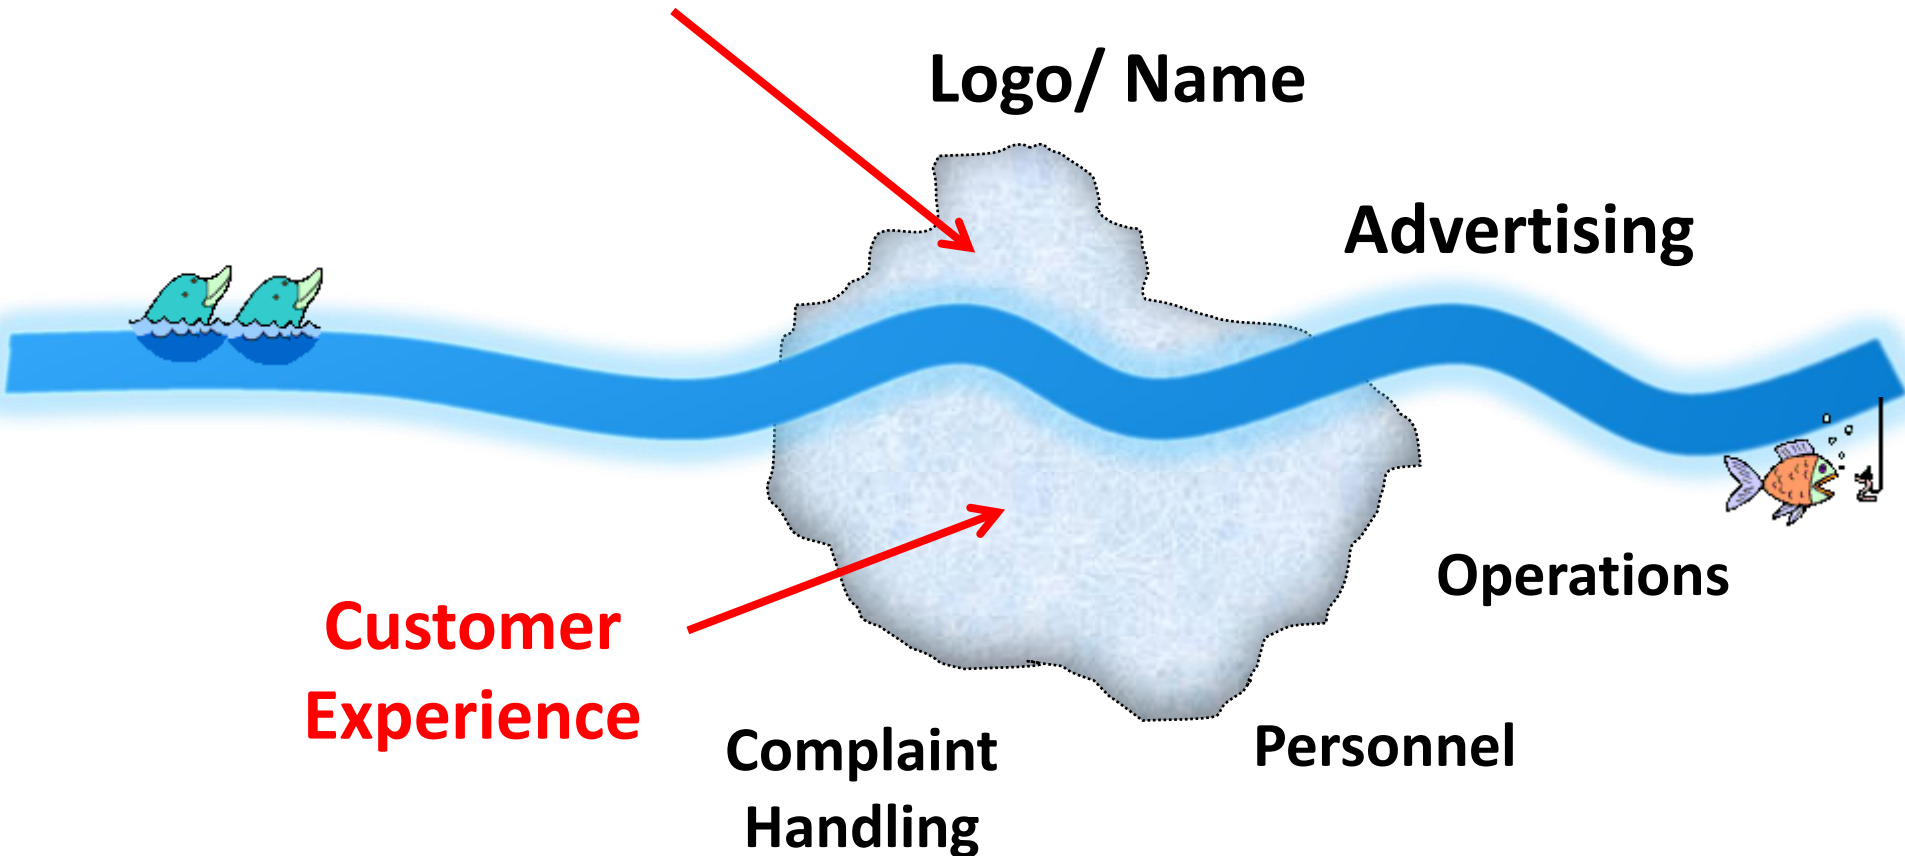 Logo/ Name
Advertising
Operations
Customer
Experience
Personnel
Complaint
Handling